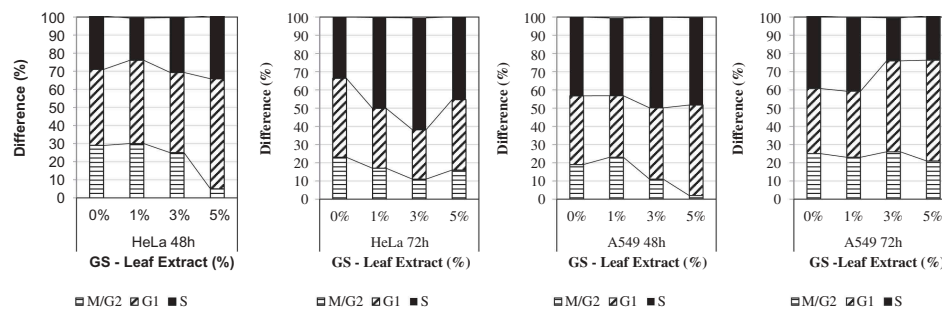 Difference (%)
100
90
80
70
60
50
40
30
20
10
0
0% 1% 3% 5%
HeLa 48h
GS - Leaf Extract (%)
M/G2 G1 S
Difference (%)
100
90
80
70
60
50
40
30
20
10
0
0% 1% 3% 5%
HeLa 72h
GS - Leaf Extract (%)
M/G2 G1 S
Difference (%)
100
90
80
70
60
50
40
30
20
10
0
0% 1% 3% 5%
A549 48h
GS - Leaf Extract (%)
M/G2 G1 S
Difference (%)
100
90
80
70
60
50
40
30
20
10
0
0% 1% 3% 5%
A549 72h
GS -Leaf Extract (%)
M/G2 G1 S